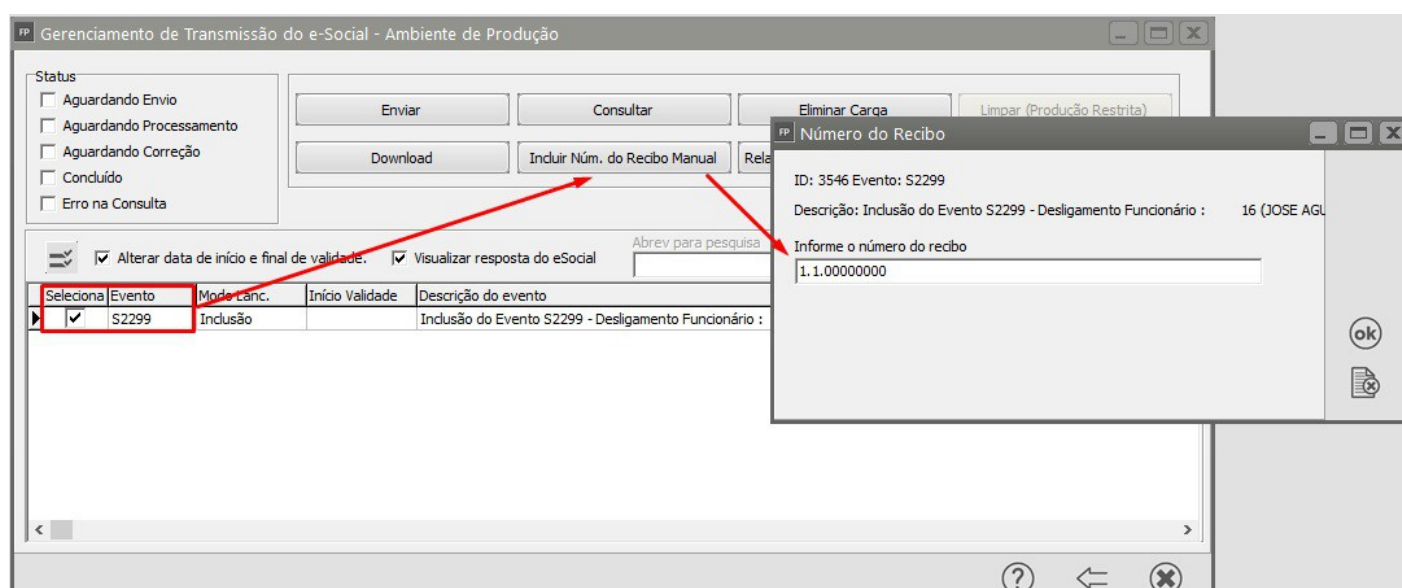 FP Gerenciamento de Transmissão do e-Social - Ambiente de Produção
Status
Aguardando Envio
Aguardando Processamento
Aguardando Correção
Concluído
Erro na Consulta
Enviar Consultar Eliminar Carga Limpar (Produção Restrita)
Download Incluir Núm. do Recibo Manual Rela
Alterar data de início e final de validade. Visualizar resposta do eSocial Abrev para pesquisa
Seleciona Evento Modo Lanc. Início Validade Descrição do evento
S2299 Inclusão Inclusão do Evento S2299 - Desligamento Funcionário :
FP Número do Recibo
ID: 3546 Evento: S2299
Descrição: Inclusão do Evento S2299 - Desligamento Funcionário : 16 (JOSE AGU
Informe o número do recibo
1.1.00000000
ok
?